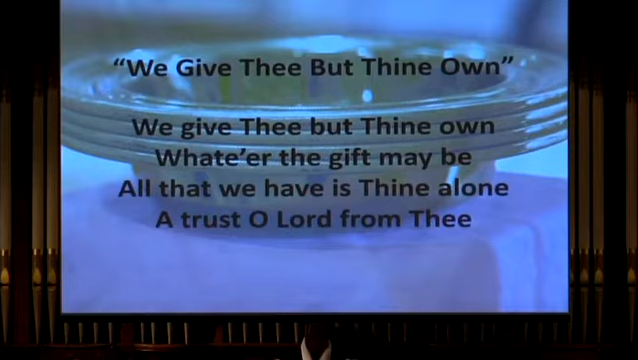 “We Give Thee But Thine Own”
We give Thee but Thine own
Whate’er the gift may be
All that we have is Thine alone
A trust O Lord from Thee